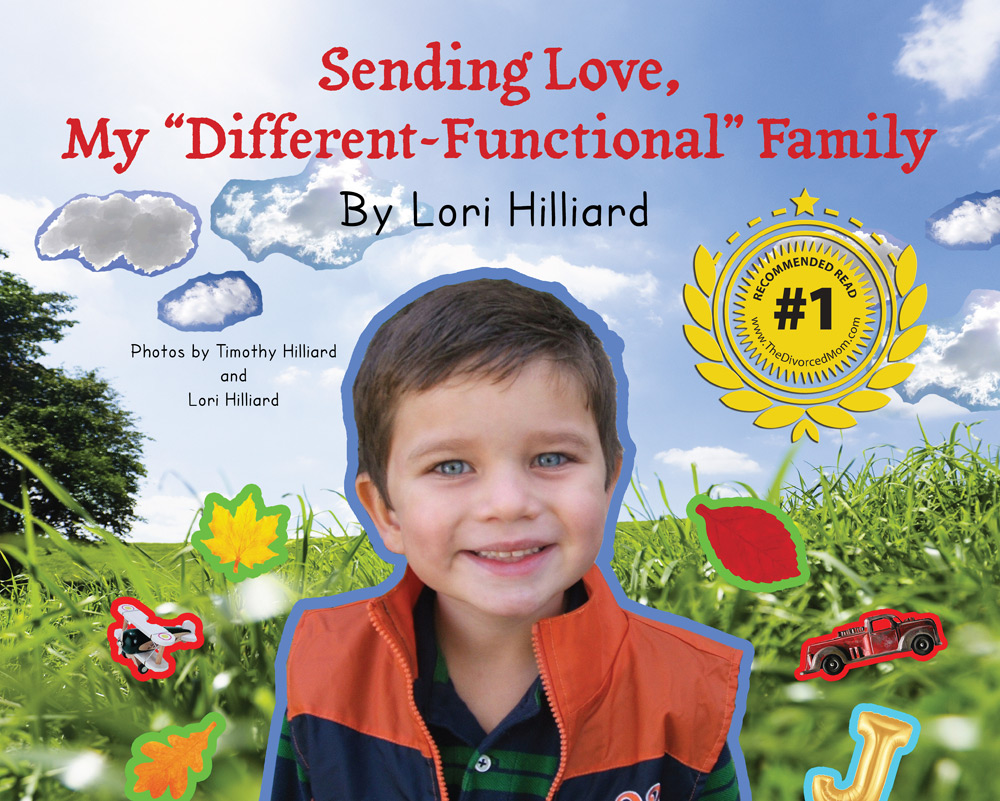 Sending Love,
My “Different-Functional” Family
By Lori Hilliard
RECOMMENDED READ
#1
www.TheDivorcedMom.com
Photos by Timothy Hilliard
and
Lori Hilliard
J